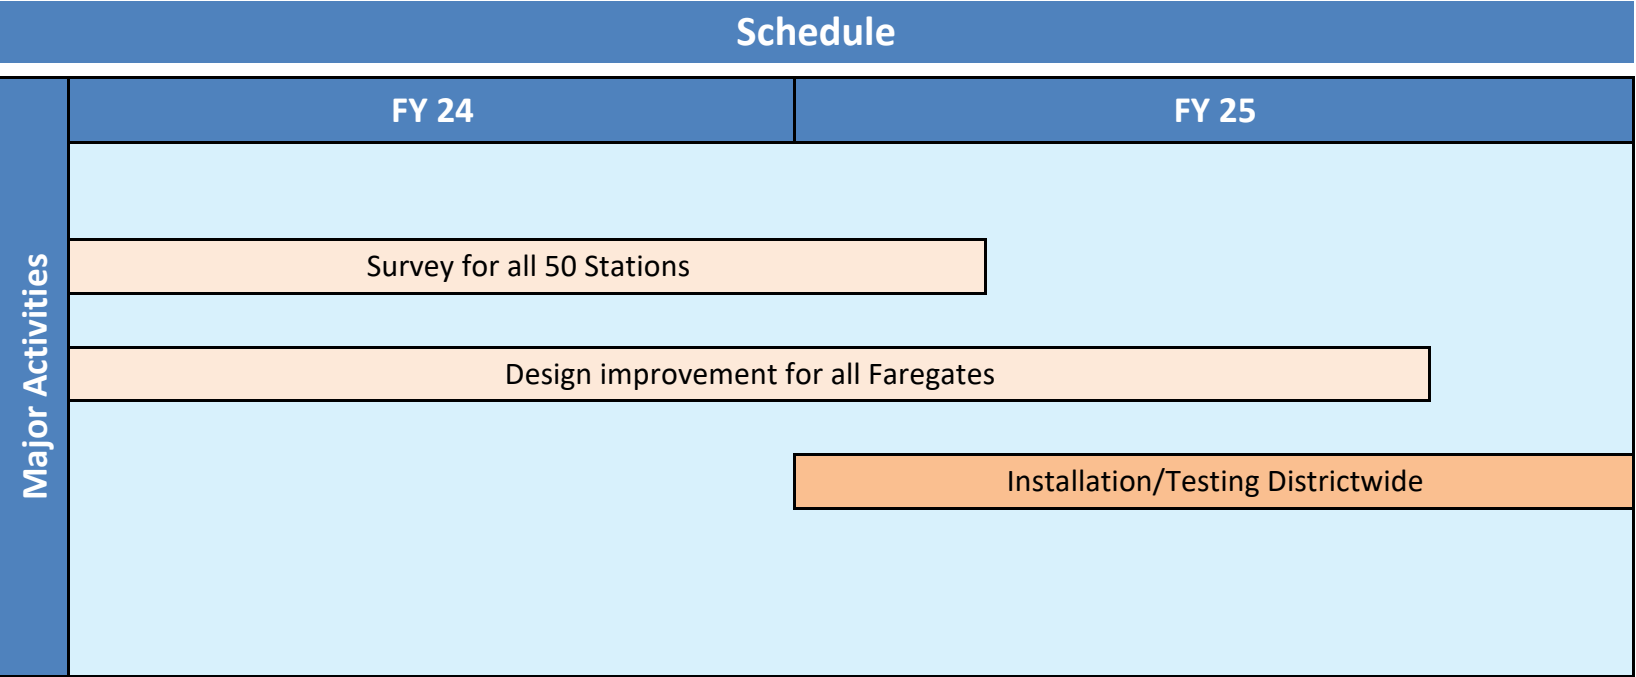 Schedule
FY 24
FY 25
Major Activities
Survey for all 50 Stations
Design improvement for all Faregates
Installation/Testing Districtwide